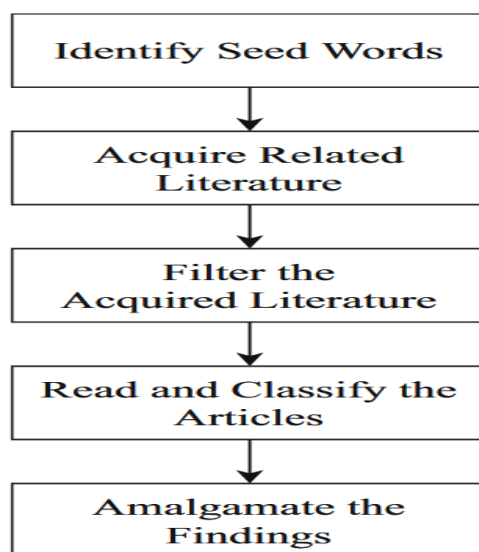 Identify Seed Words
Acquire Related
Literature
Filter the
Acquired Literature
Read and Classify the
Articles
Amalgamate the
Findings